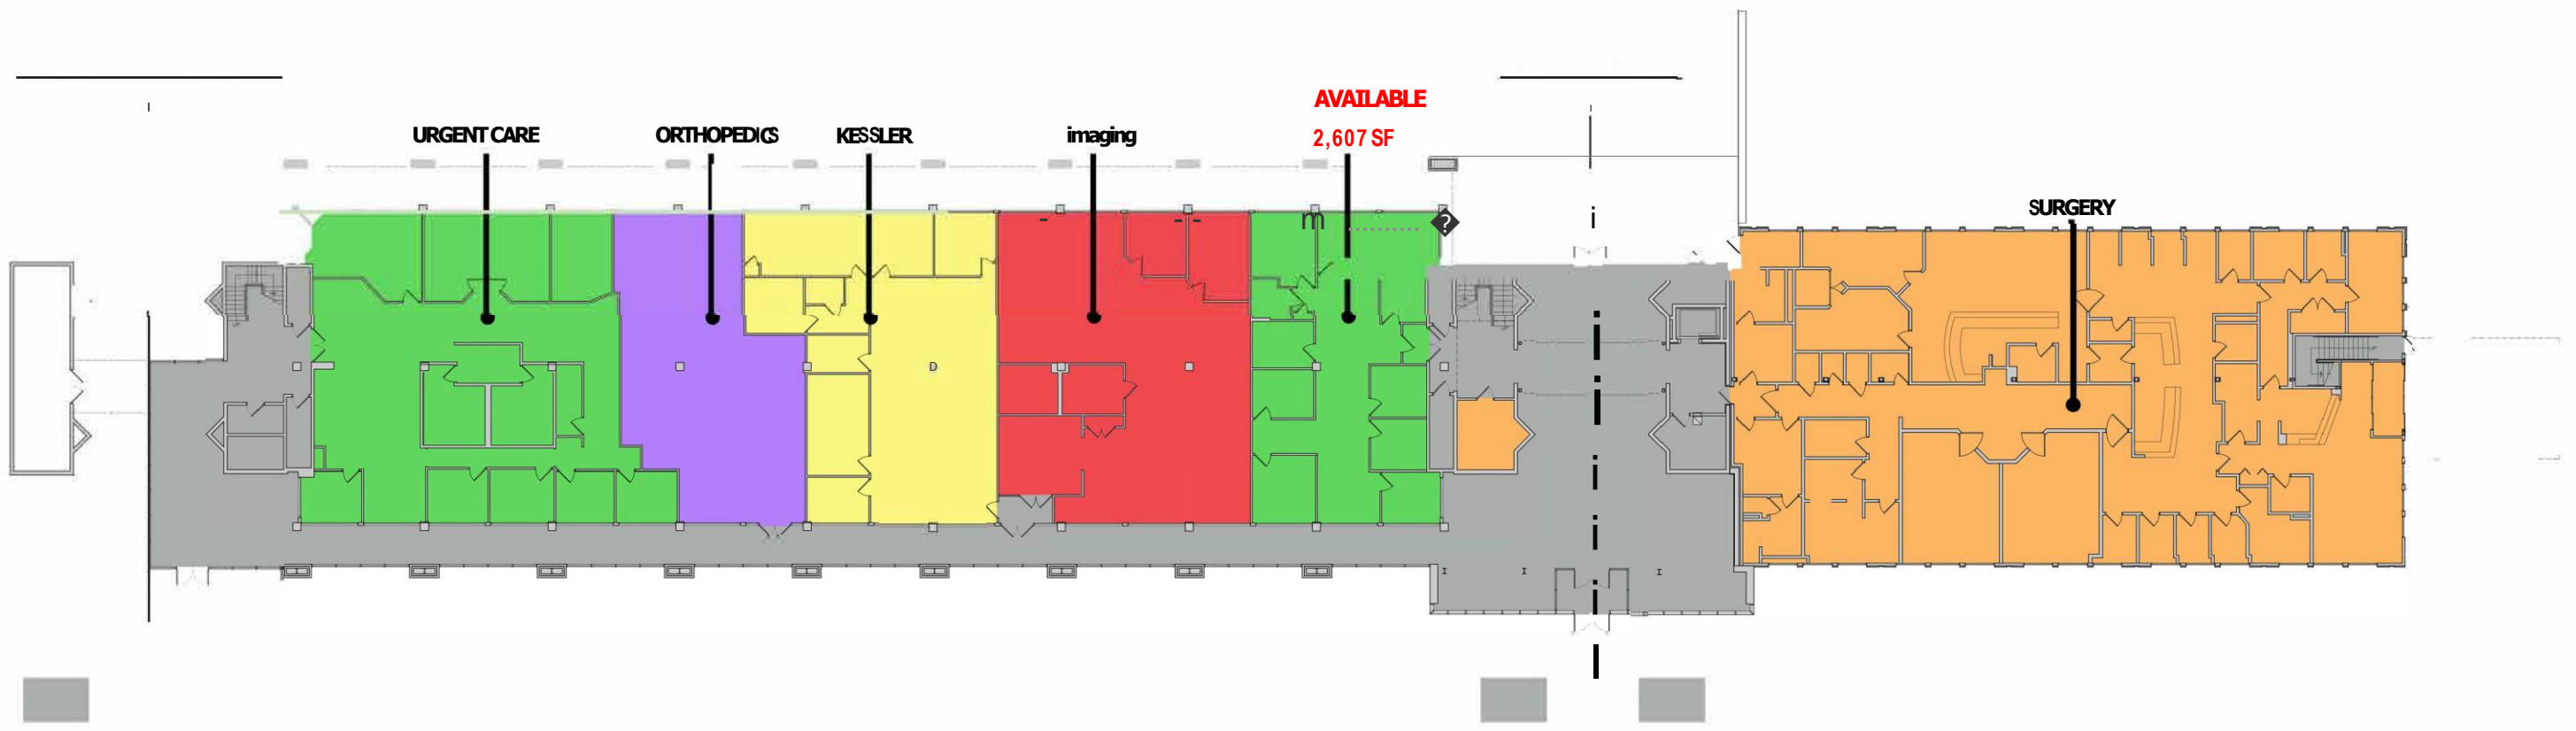 AVAILABLE
URGENT CARE
ORTHOPEDICS
KESSLER
imaging
2,607 SF
SURGERY
m
?
i
D